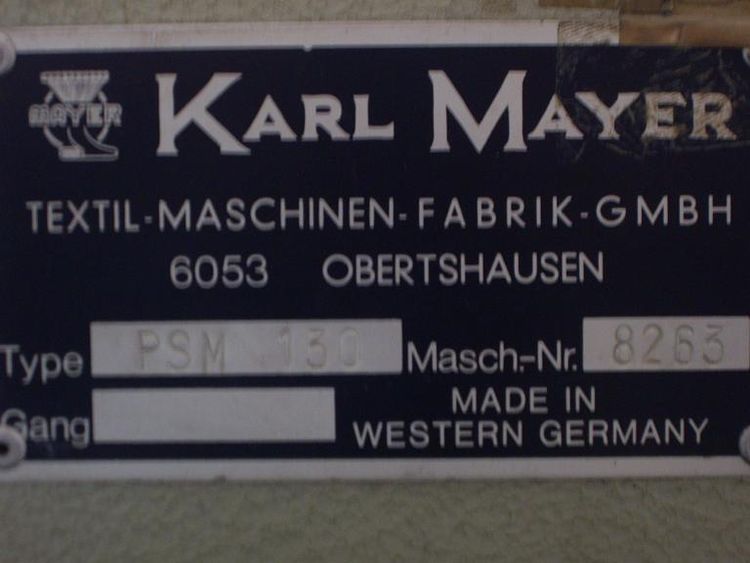 MAYER
KARL MAYER
TEXTIL-MASCHINEN-FABRIK-GMBH
6053 OBERTSHAUSEN
Type PSM 130 Masch.-Nr. 8263
Gang
MADE IN
WESTERN GERMANY